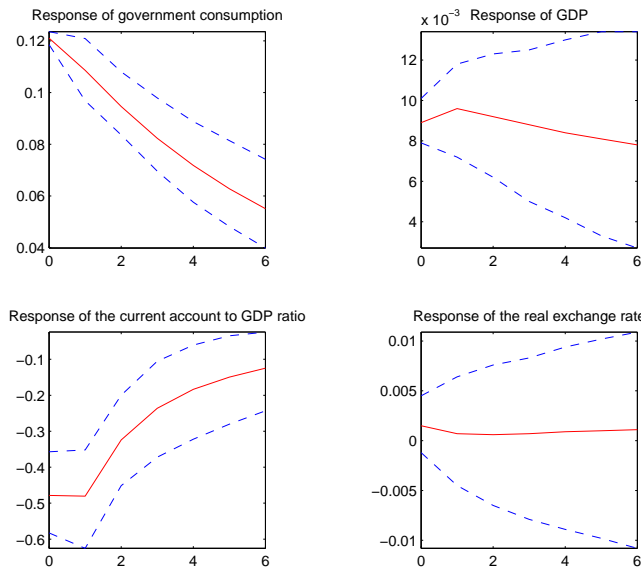 Response of government consumption
0.12
0.1
0.08
0.06
0.04
0 2 4 6
Response of GDP
x 10⁻³
12
10
8
6
4
0 2 4 6
Response of the current account to GDP ratio
−0.1
−0.2
−0.3
−0.4
−0.5
−0.6
0 2 4 6
Response of the real exchange rate
0.01
0.005
0
−0.005
−0.01
0 2 4 6